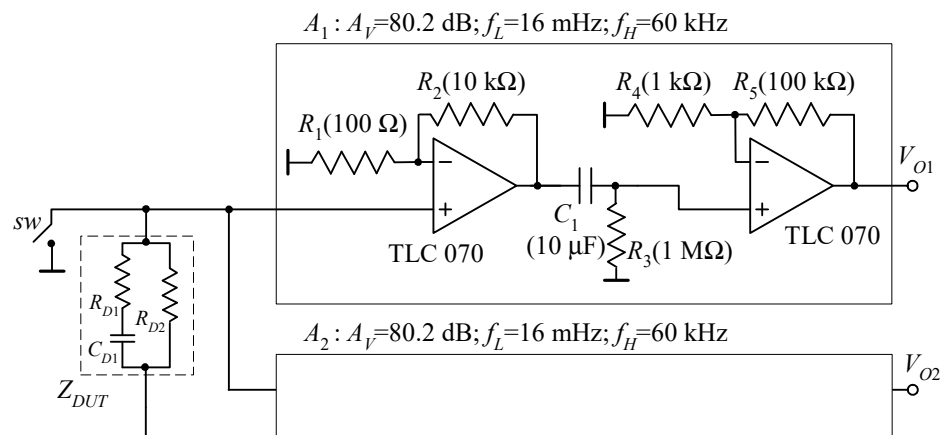 A1 : AV=80.2 dB; fL=16 mHz; fH=60 kHz
R2(10 kΩ)
R4(1 kΩ)
R5(100 kΩ)
R1(100 Ω)
−
−
VO1
sw
+
+
C1
(10 μF)
TLC 070
R3(1 MΩ)
TLC 070
RD1
RD2
CD1
ZDUT
A2 : AV=80.2 dB; fL=16 mHz; fH=60 kHz
VO2